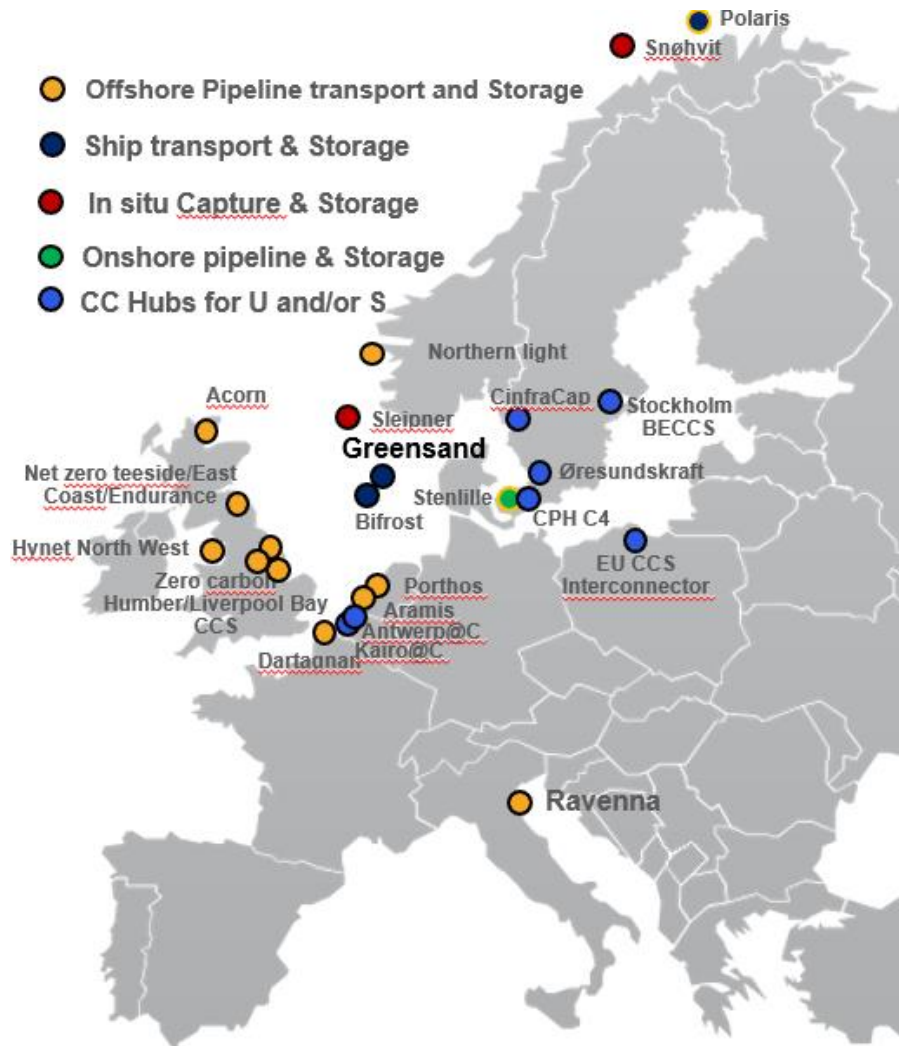 Polaris
Snøhvit
Offshore Pipeline transport and Storage
Ship transport & Storage
In situ Capture & Storage
Onshore pipeline & Storage
CC Hubs for U and/or S
Northern light
Acorn
CinfraCap
Stockholm
BECCS
Sleipner
Greensand
Net zero teeside/East
Coast/Endurance
Øresundskraft
Stenlille
CPH C4
Bifrost
Hynet North West
EU CCS
Interconnector
Zero carbon
Humber/Liverpool Bay
CCS
Porthos
Aramis
Antwerp@C
Kairo@C
Dartagnan
Ravenna